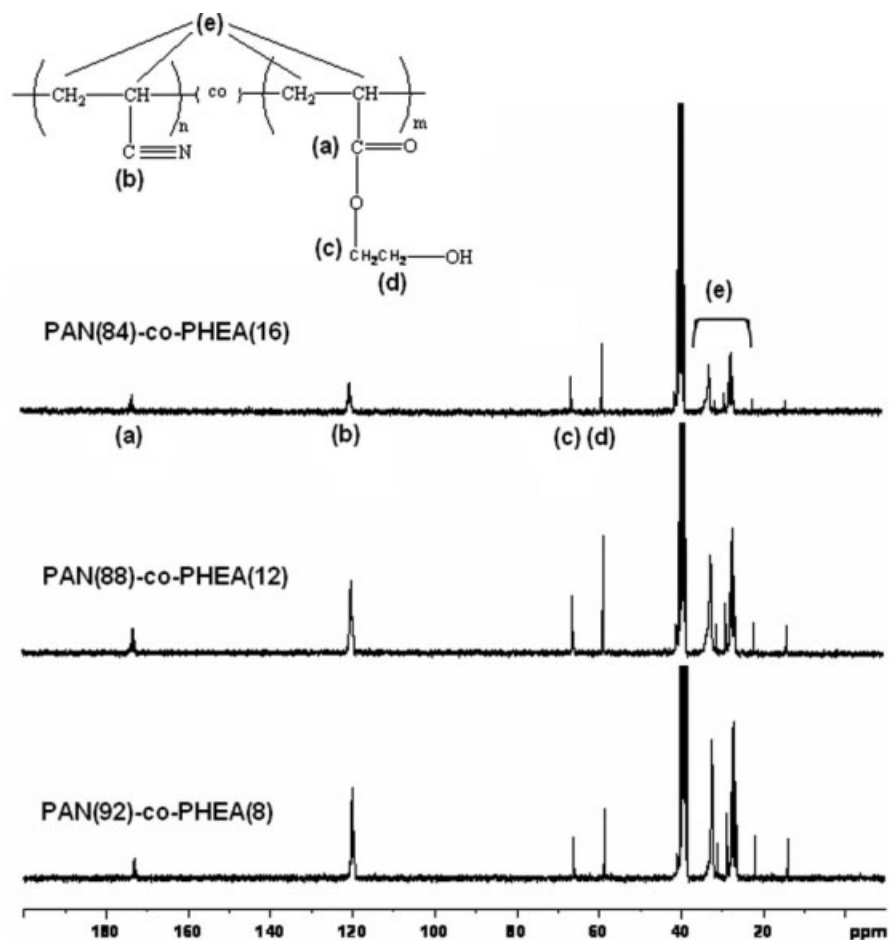 (e)
CH2 CH co CH2 CH
n m
(a) C O
C N
(b)
O
(c) CH2CH2 OH
(d)
(e)
PAN(84)-co-PHEA(16)
(a) (b) (c) (d)
PAN(88)-co-PHEA(12)
PAN(92)-co-PHEA(8)
180 160 140 120 100 80 60 40 20 ppm